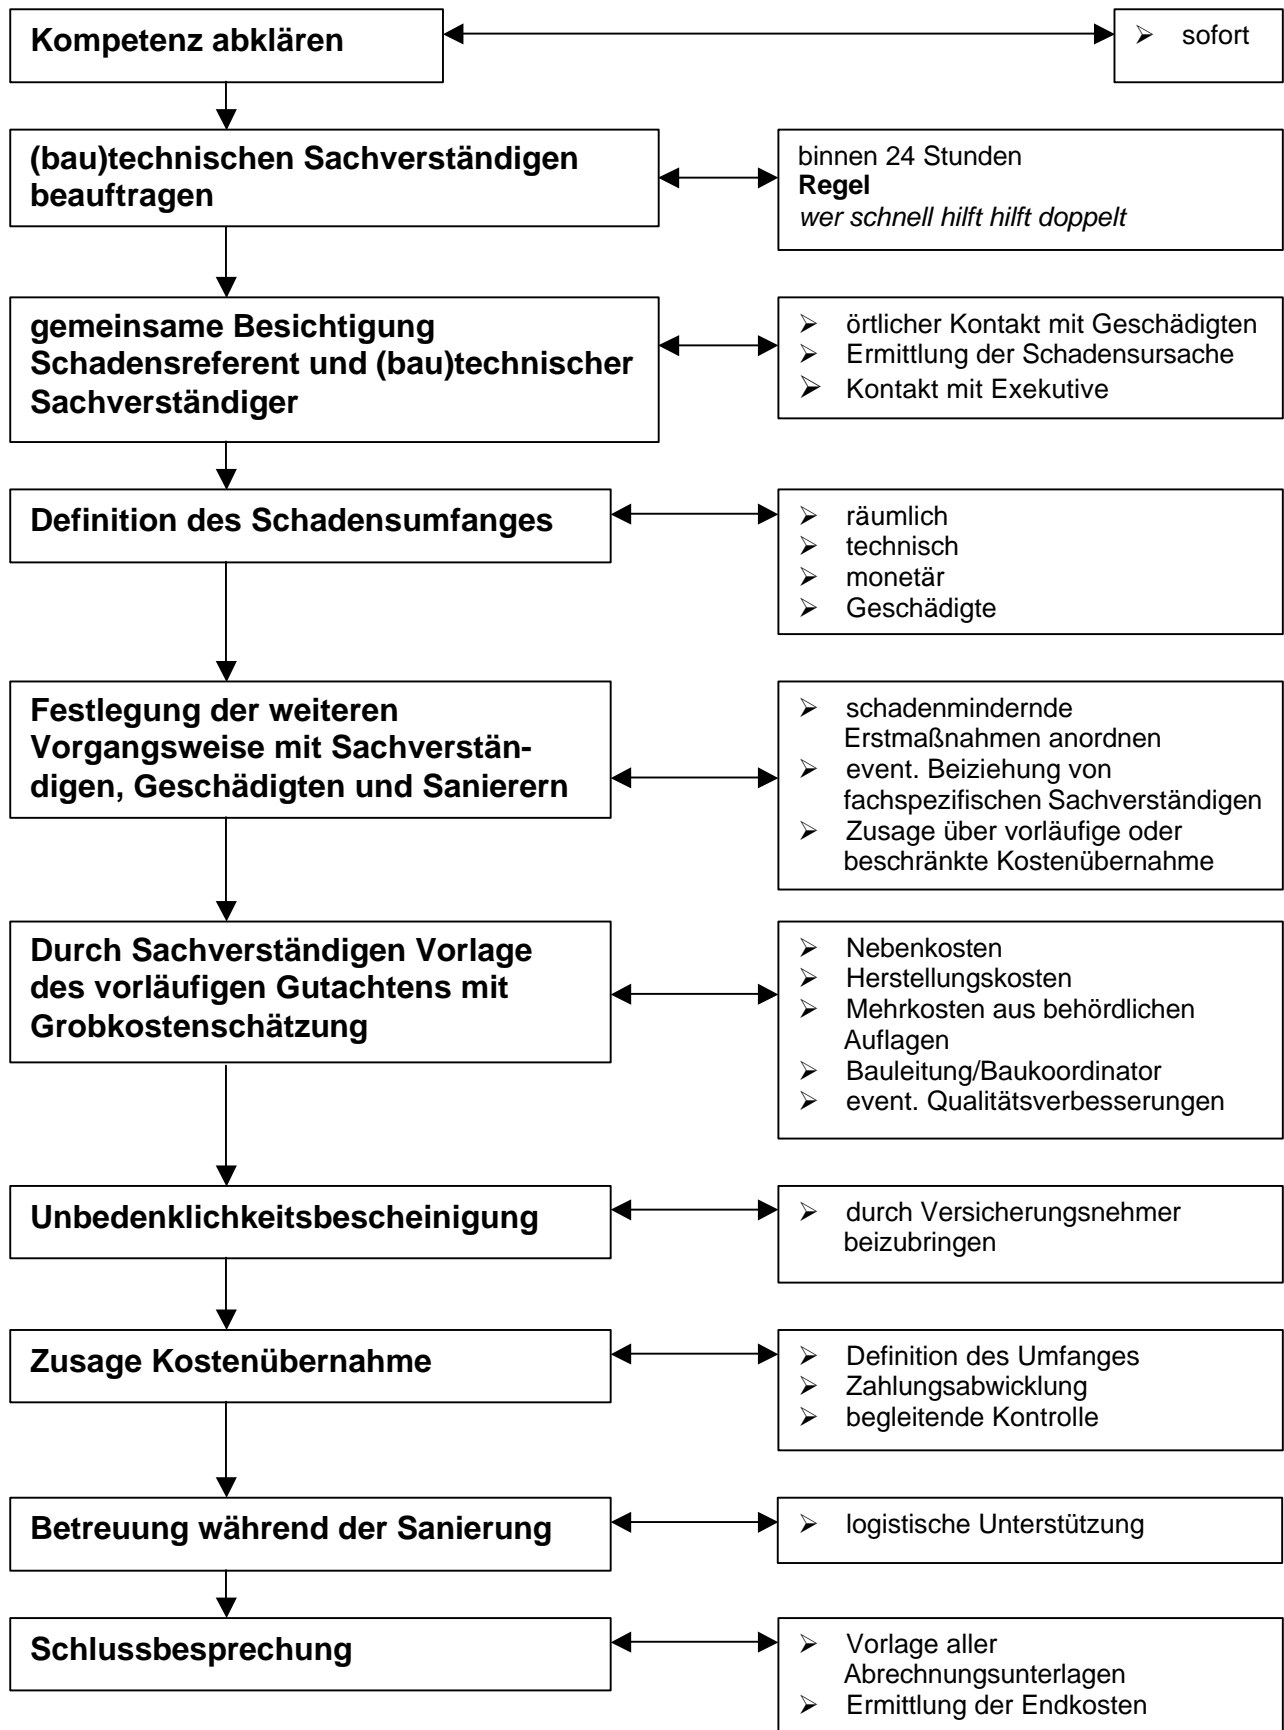 Kompetenz abklären
➢ sofort
(bau)technischen Sachverständigen
beauftragen
binnen 24 Stunden
Regel
wer schnell hilft hilft doppelt
gemeinsame Besichtigung
Schadensreferent und (bau)technischer
Sachverständiger
➢ örtlicher Kontakt mit Geschädigten
➢ Ermittlung der Schadensursache
➢ Kontakt mit Exekutive
Definition des Schadensumfanges
➢ räumlich
➢ technisch
➢ monetär
➢ Geschädigte
Festlegung der weiteren
Vorgangsweise mit Sachverstän-
digen, Geschädigten und Sanierern
➢ schadenmindernde
Erstmaßnahmen anordnen
➢ event. Beiziehung von
fachspezifischen Sachverständigen
➢ Zusage über vorläufige oder
beschränkte Kostenübernahme
Durch Sachverständigen Vorlage
des vorläufigen Gutachtens mit
Grobkostenschätzung
➢ Nebenkosten
➢ Herstellungskosten
➢ Mehrkosten aus behördlichen
Auflagen
➢ Bauleitung/Baukoordinator
➢ event. Qualitätsverbesserungen
Unbedenklichkeitsbescheinigung
➢ durch Versicherungsnehmer
beizubringen
Zusage Kostenübernahme
➢ Definition des Umfanges
➢ Zahlungsabwicklung
➢ begleitende Kontrolle
Betreuung während der Sanierung
➢ logistische Unterstützung
Schlussbesprechung
➢ Vorlage aller
Abrechnungsunterlagen
➢ Ermittlung der Endkosten